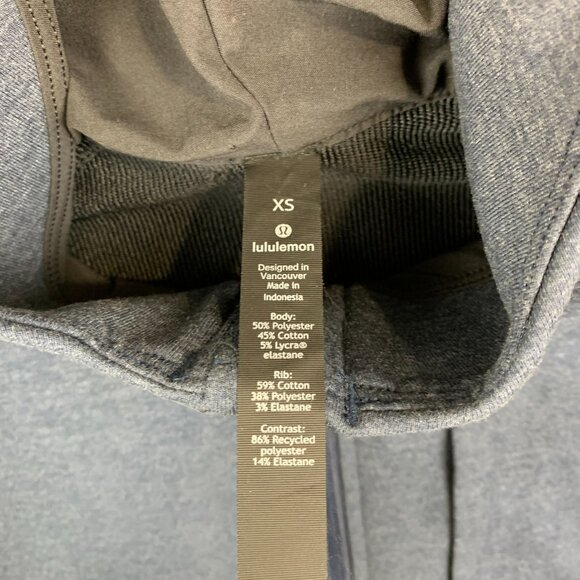 XS
lululemon
Designed in
Vancouver
Made in
Indonesia
Body:
50% Polyester
45% Cotton
5% Lycra®
elastane
Rib:
59% Cotton
38% Polyester
3% Elastane
Contrast:
86% Recycled
polyester
14% Elastane